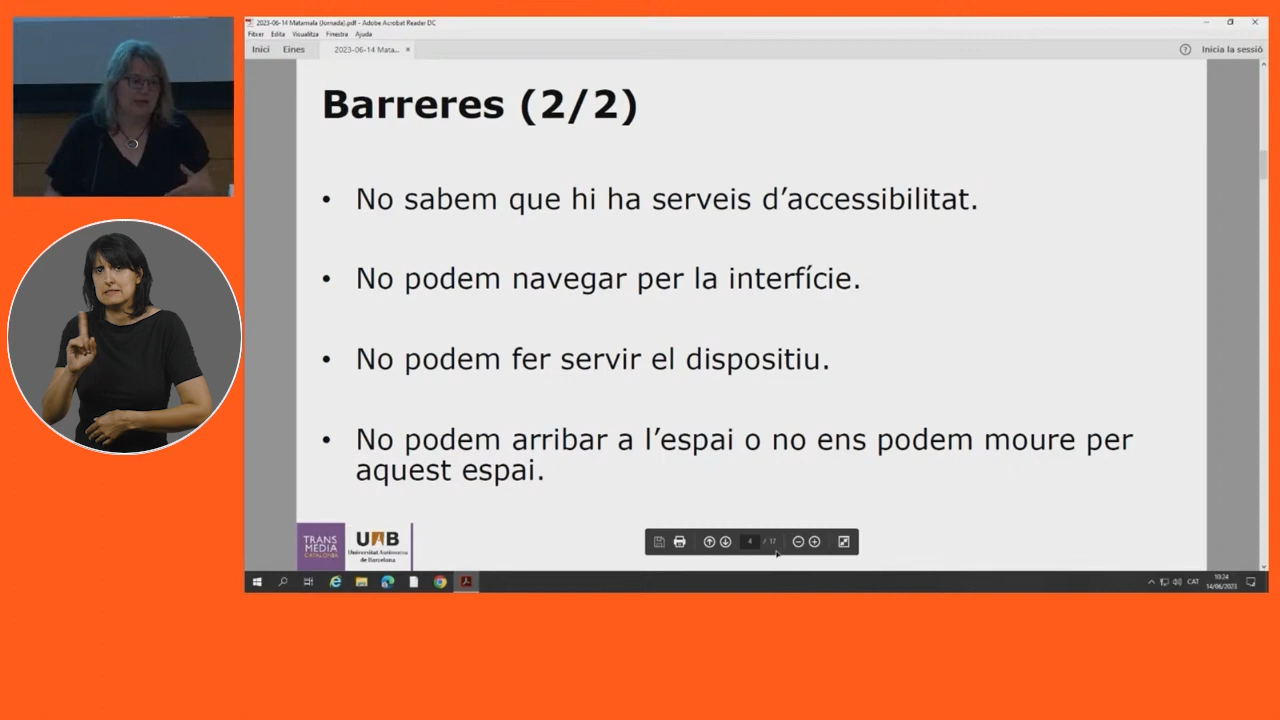 2023-06-14 Matamala (Jornada).pdf - Adobe Acrobat Reader DC
Fitxer Edita Visualitza Finestra Ajuda
Inici Eines 2023-06-14 Mata... × Inicia la sessió
Barreres (2/2)
• No sabem que hi ha serveis d’accessibilitat.
• No podem navegar per la interfície.
• No podem fer servir el dispositiu.
• No podem arribar a l’espai o no ens podem moure per
aquest espai.
TRANS
MEDIA
CATALONIA
UAB
Universitat Autònoma
de Barcelona
4 / 17
CAT
10:24
14/06/2023